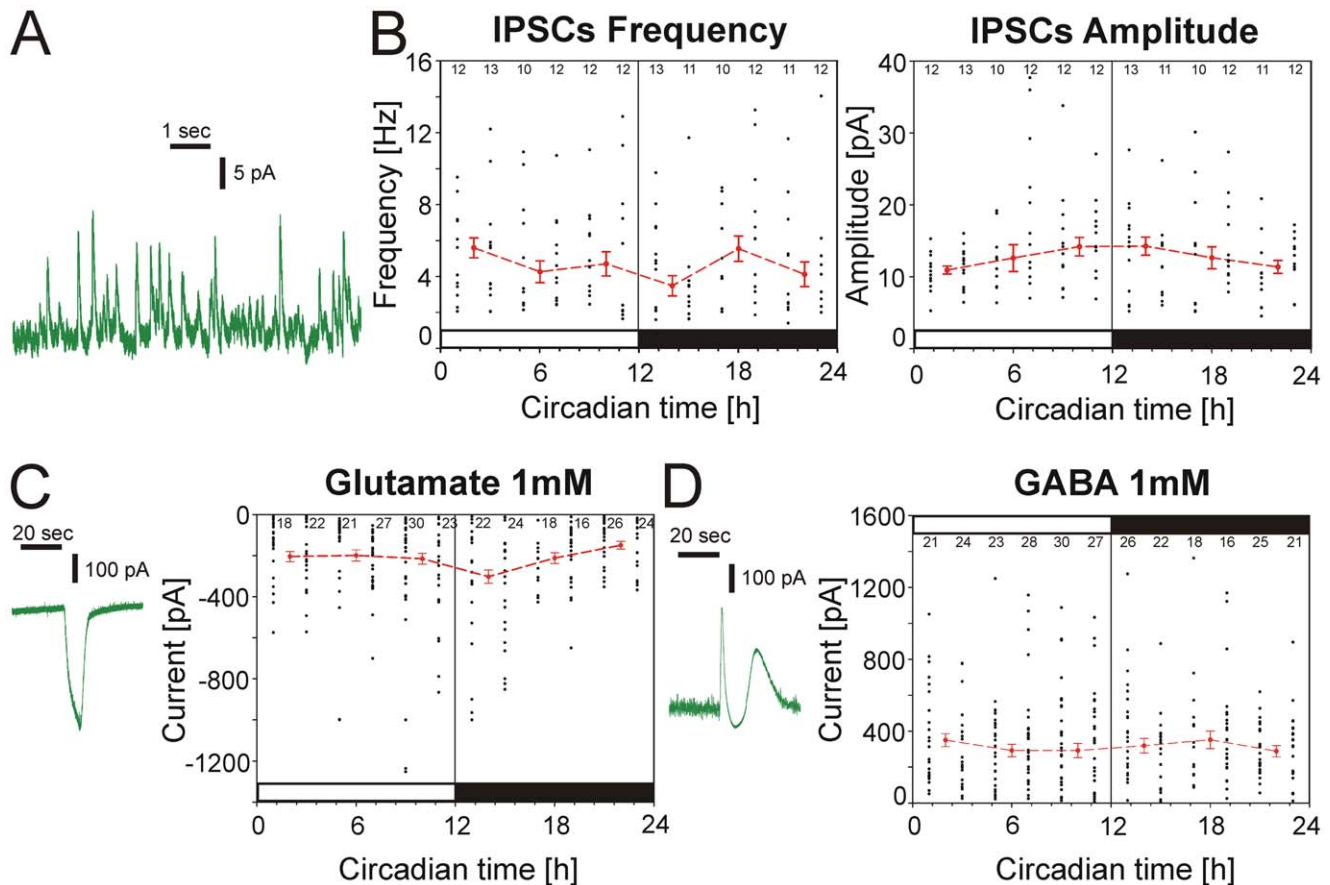 A
1 sec
5 pA
B
IPSCs Frequency
Frequency [Hz]
16
12
8
4
0
12 13 10 12 12 12 13 11 10 12 11 12
0 6 12 18 24
Circadian time [h]
IPSCs Amplitude
Amplitude [pA]
40
30
20
10
0
12 13 10 12 12 12 13 11 10 12 11 12
0 6 12 18 24
Circadian time [h]
C
20 sec
100 pA
Glutamate 1mM
Current [pA]
0
-400
-800
-1200
18 22 21 27 30 23 22 24 18 16 26 24
0 6 12 18 24
Circadian time [h]
D
20 sec
100 pA
GABA 1mM
Current [pA]
1600
1200
800
400
0
21 24 23 28 30 27 26 22 18 16 25 21
0 6 12 18 24
Circadian time [h]